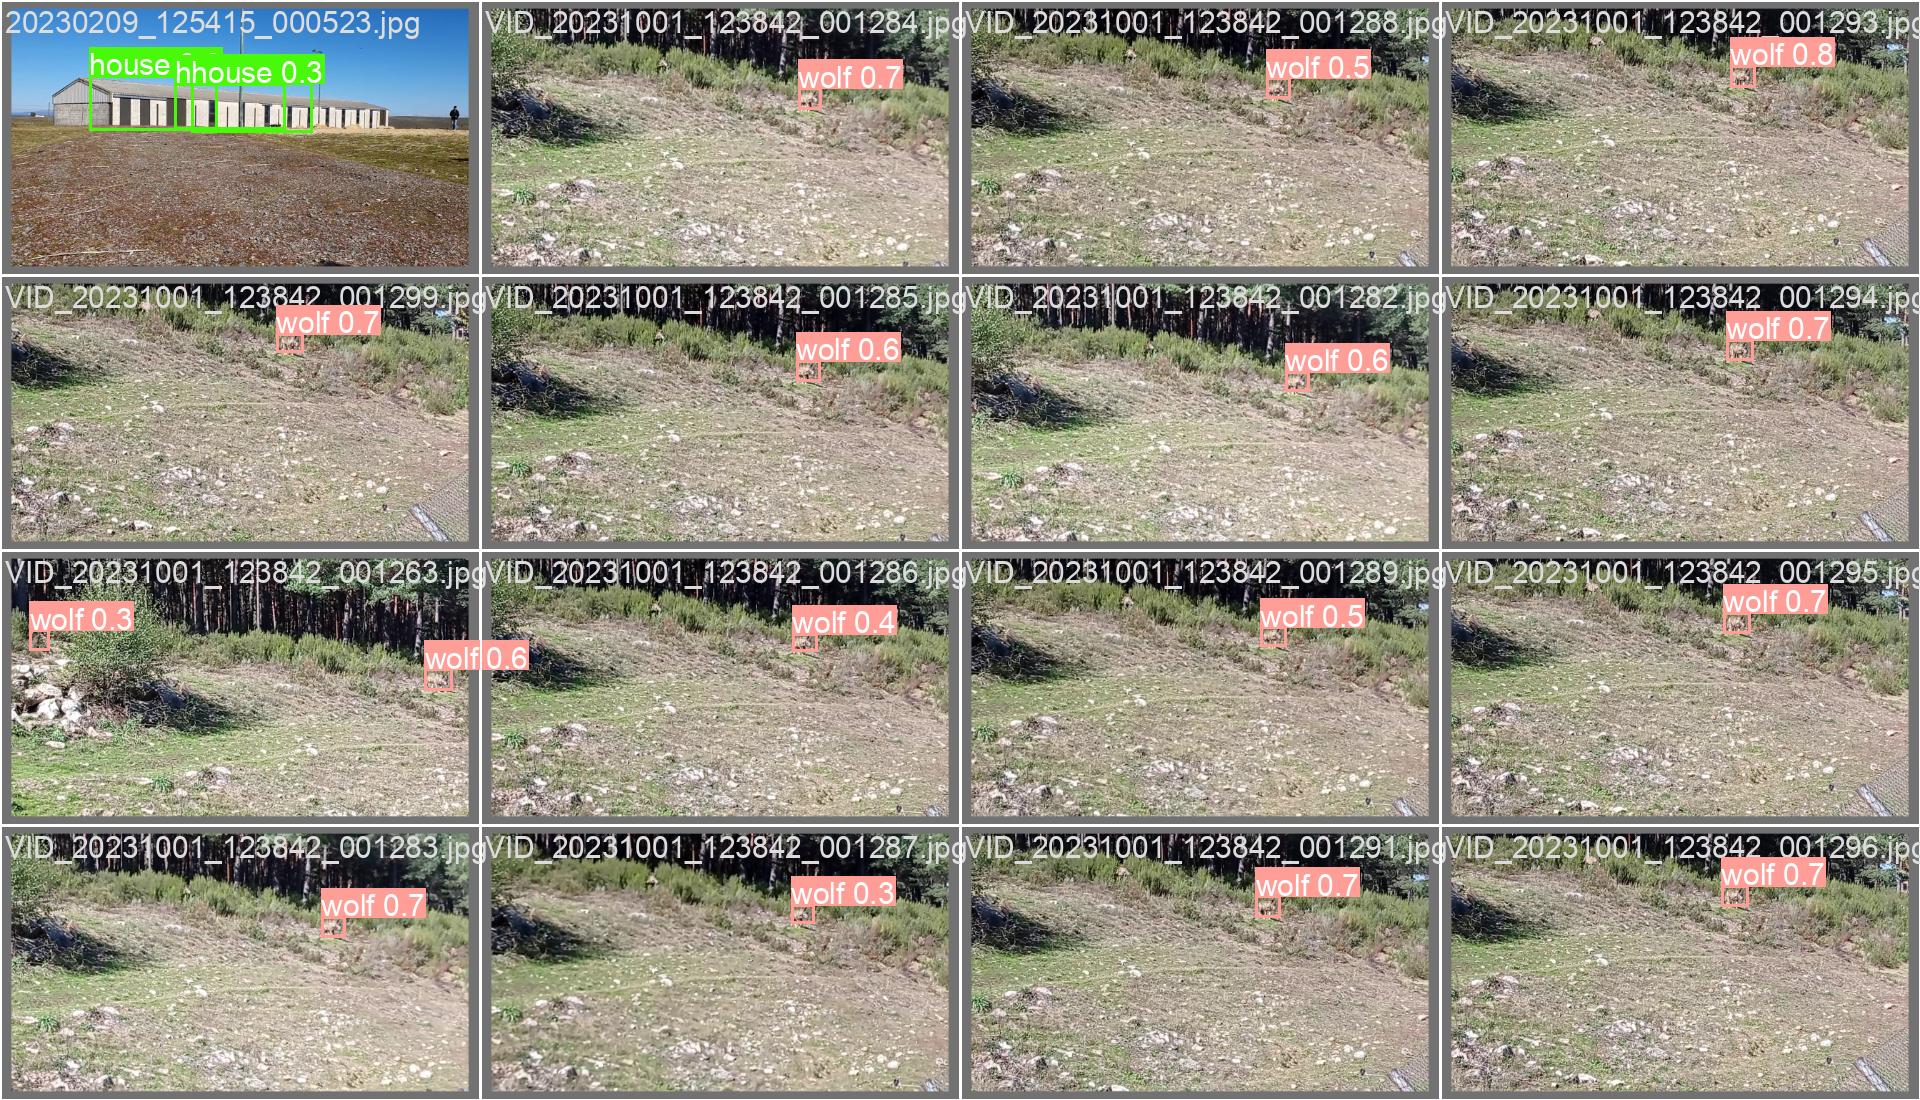 20230209_125415_000523.jpg
house
hhouse 0.3
VID_20231001_123842_001284.jpg
wolf 0.7
VID_20231001_123842_001288.jpg
wolf 0.5
VID_20231001_123842_001293.jpg
wolf 0.8
VID_20231001_123842_001299.jpg
wolf 0.7
VID_20231001_123842_001285.jpg
wolf 0.6
VID_20231001_123842_001282.jpg
wolf 0.6
VID_20231001_123842_001294.jpg
wolf 0.7
VID_20231001_123842_001263.jpg
wolf 0.3
wolf 0.6
VID_20231001_123842_001286.jpg
wolf 0.4
VID_20231001_123842_001289.jpg
wolf 0.5
VID_20231001_123842_001295.jpg
wolf 0.7
VID_20231001_123842_001283.jpg
wolf 0.7
VID_20231001_123842_001287.jpg
wolf 0.3
VID_20231001_123842_001291.jpg
wolf 0.7
VID_20231001_123842_001296.jpg
wolf 0.7